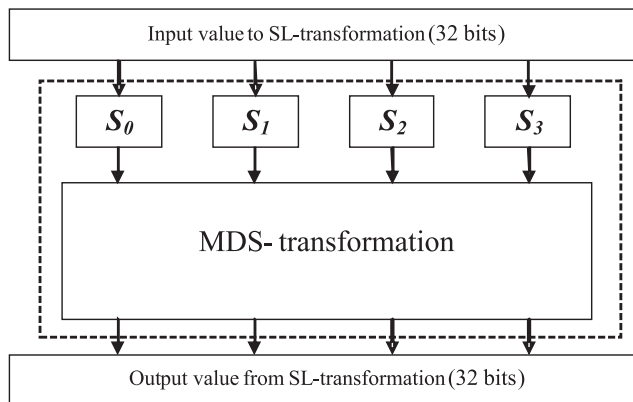 Input value to SL-transformation (32 bits)
S0 S1 S2 S3
MDS- transformation
Output value from SL-transformation (32 bits)